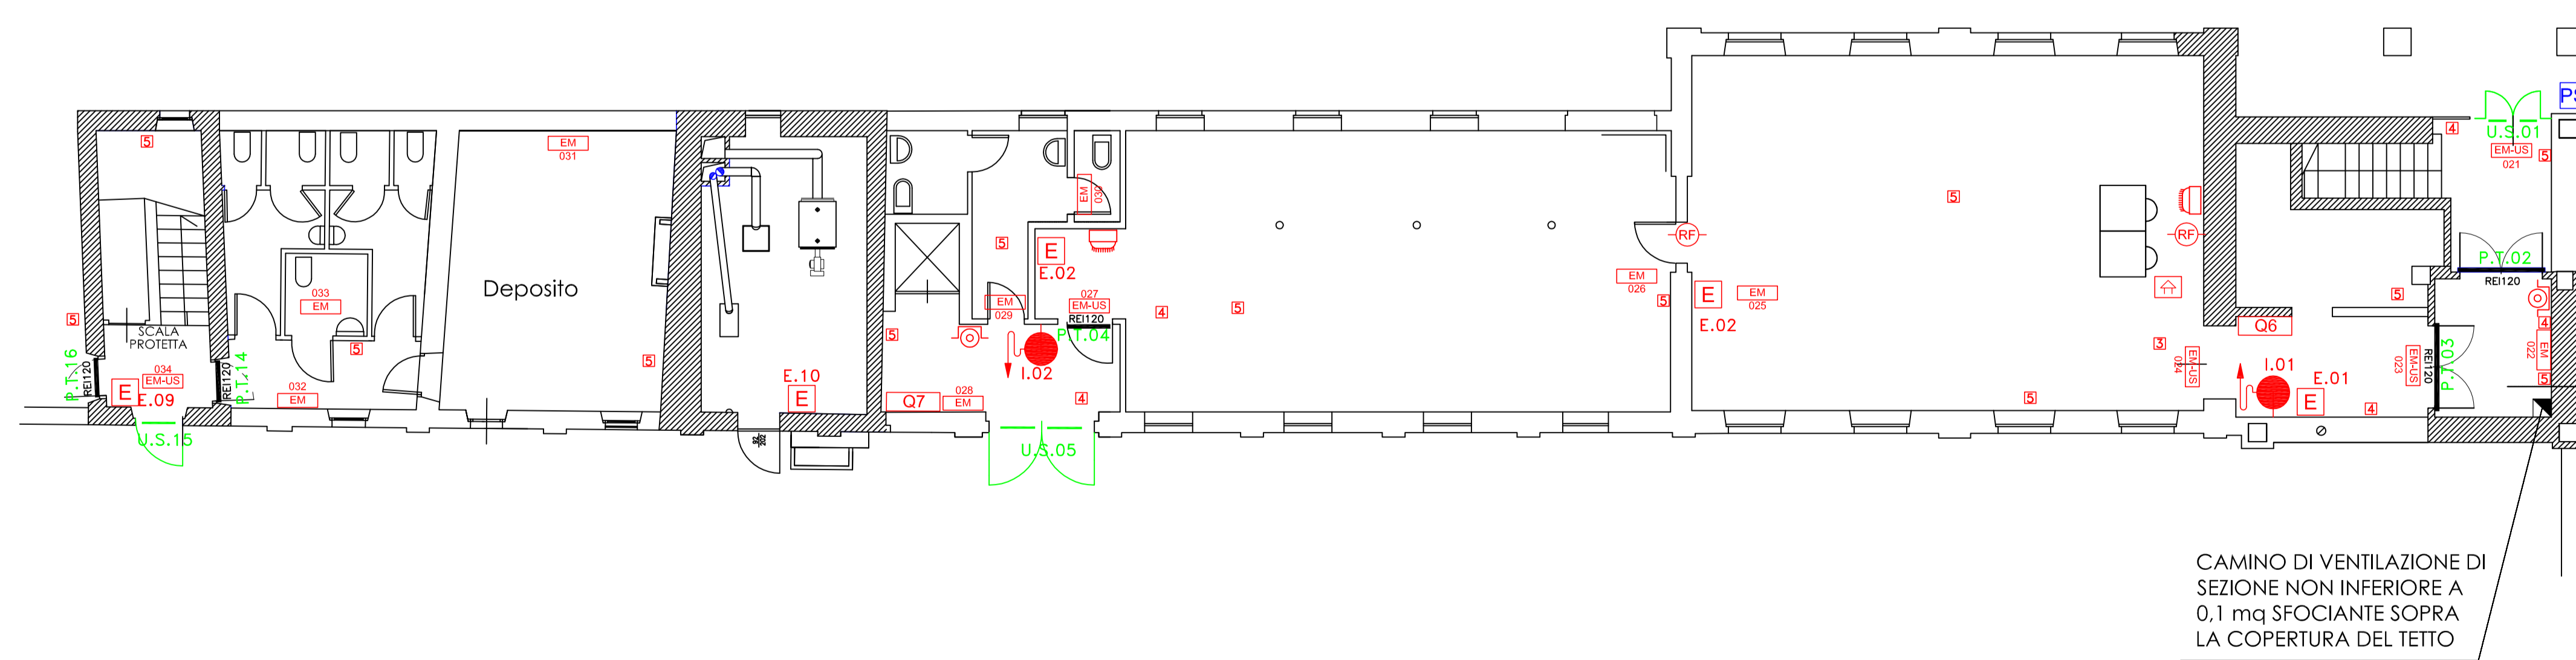 5
5
P.T.16
REI120
SCALA
PROTETTA
034
EM-US
E
E.09
U.S.15
REI120
P.T.14
033
EM
5
032
EM
EM
031
Deposito
5
E.10
E
5
Q7
028
EM
5
EM
029
EM
030
E
E.02
027
EM-US
REI120
P.T.04
I.02
4
U.S.05
4
5
EM
026
5
RF
E
E.02
EM
025
5
5
RF
3
EM-US
024
Q6
I.01
E.01
E
4
5
EM-US
023
REI120
P.T.03
4
U.S.01
EM-US
021
5
P.T.02
REI120
4
EM
022
5
CAMINO DI VENTILAZIONE DI
SEZIONE NON INFERIORE A
0,1 mq SFOCIANTE SOPRA
LA COPERTURA DEL TETTO